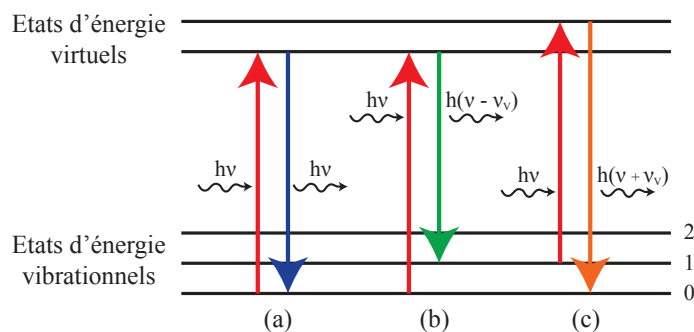 Etats d'énergie
virtuels
hν
h(ν - νᵥ)
hν
hν
hν
h(ν + νᵥ)
Etats d'énergie
vibrationnels
2
1
0
(a)
(b)
(c)